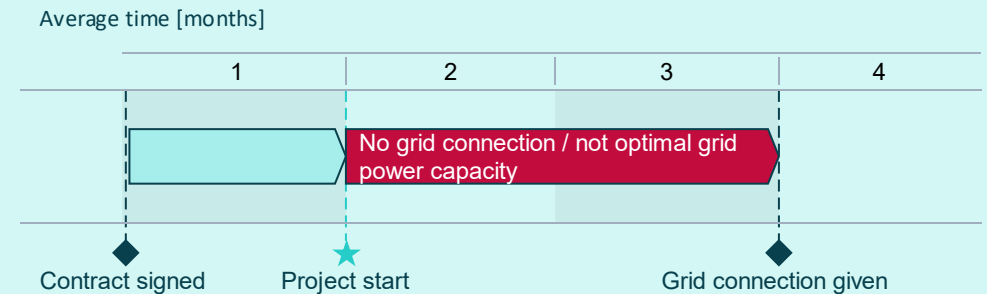 Average time [months]
1 2 3 4
No grid connection / not optimal grid
power capacity
Contract signed Project start Grid connection given